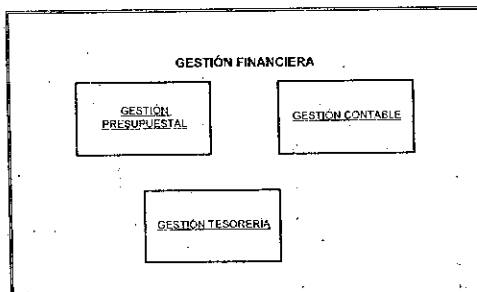 GESTIÓN FINANCIERA
GESTIÓN
PRESUPUESTAL
GESTIÓN CONTABLE
GESTIÓN TESORERÍA